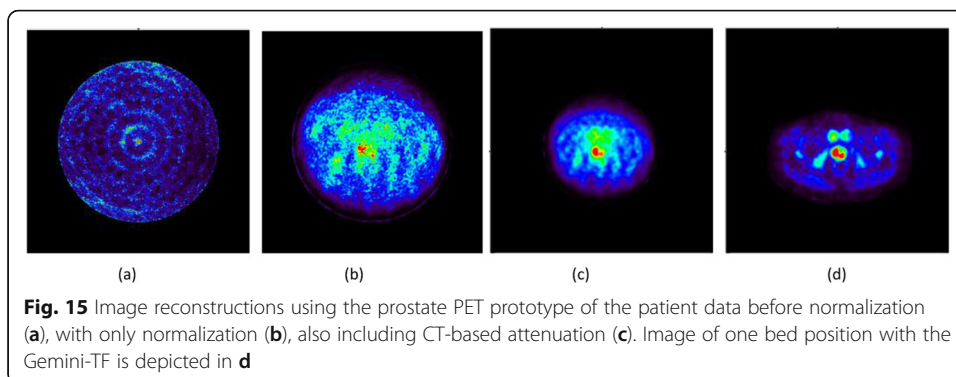 (a) (b) (c) (d)
Fig. 15 Image reconstructions using the prostate PET prototype of the patient data before normalization
(a), with only normalization (b), also including CT-based attenuation (c). Image of one bed position with the
Gemini-TF is depicted in d